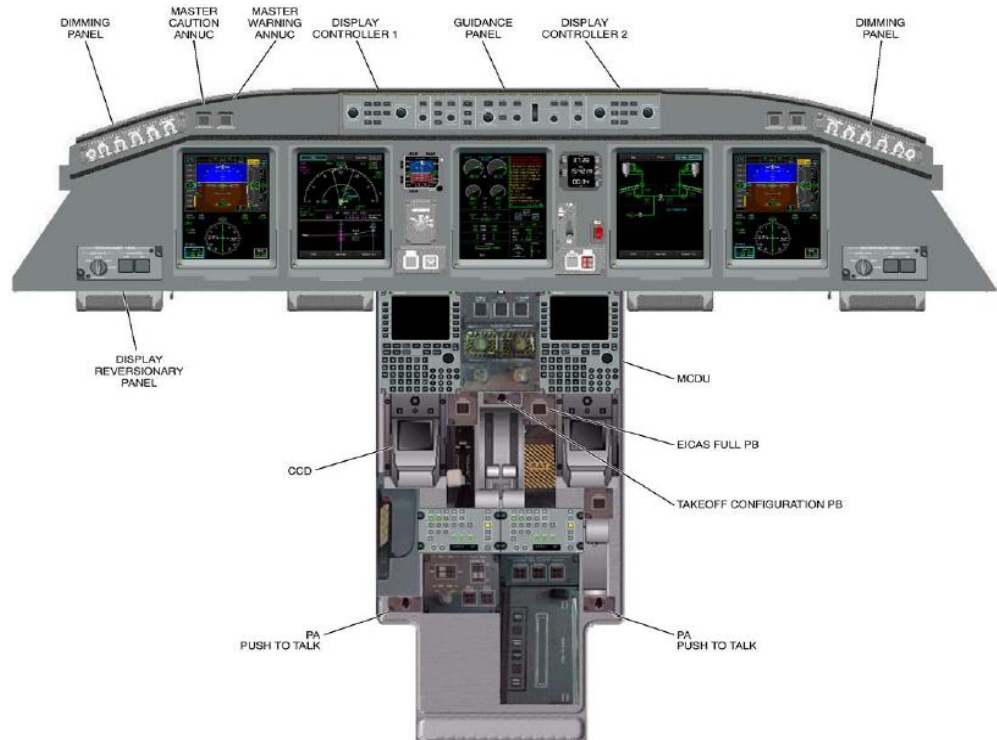 DIMMING
PANEL
MASTER
CAUTION
ANNUC
MASTER
WARNING
ANNUC
DISPLAY
CONTROLLER 1
GUIDANCE
PANEL
DISPLAY
CONTROLLER 2
DIMMING
PANEL
DISPLAY
REVERSIONARY
PANEL
MCDU
EICAS FULL PB
CCD
TAKEOFF CONFIGURATION PB
PA
PUSH TO TALK
PA
PUSH TO TALK